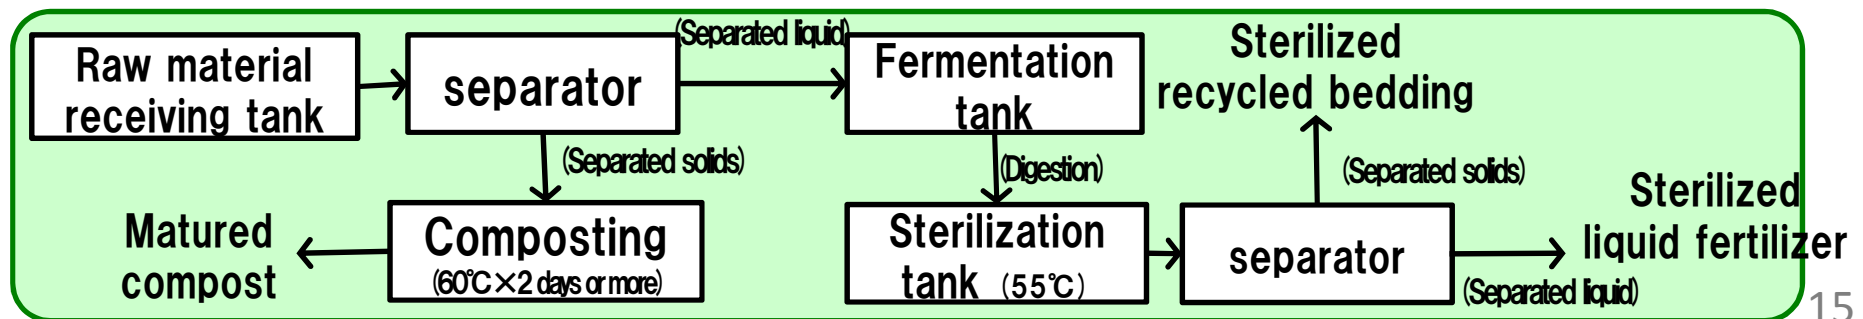 Raw material
receiving tank
separator
(Separated liquid)
Fermentation
tank
Sterilized
recycled bedding
(Separated solids)
(Digestion)
(Separated solids)
Matured
compost
Composting
(60℃×2 days or more)
Sterilization
tank (55℃)
separator
(Separated liquid)
Sterilized
liquid fertilizer
15